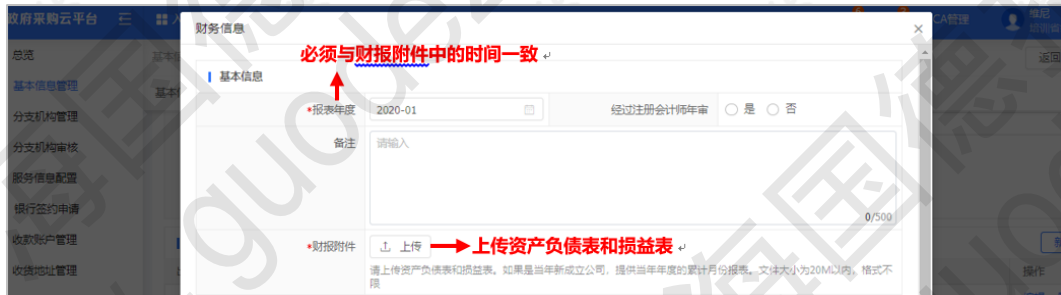 政府采购云平台
CA管理
维尼
财务信息
总览
返回
必须与财报附件中的时间一致
基本信息
基本信息管理
分支机构管理
*报表年度 2020-01 经过注册会计师年审 是 否
分支机构审核
备注 请输入
服务信息配置
银行签约申请
0/500
收款账户管理
*财报附件 上传 上传资产负债表和损益表
收货地址管理
请上传资产负债表和损益表。如果是当年新成立公司，提供当年年度的累计月份报表。文件大小为20M以内，格式不
限
操作